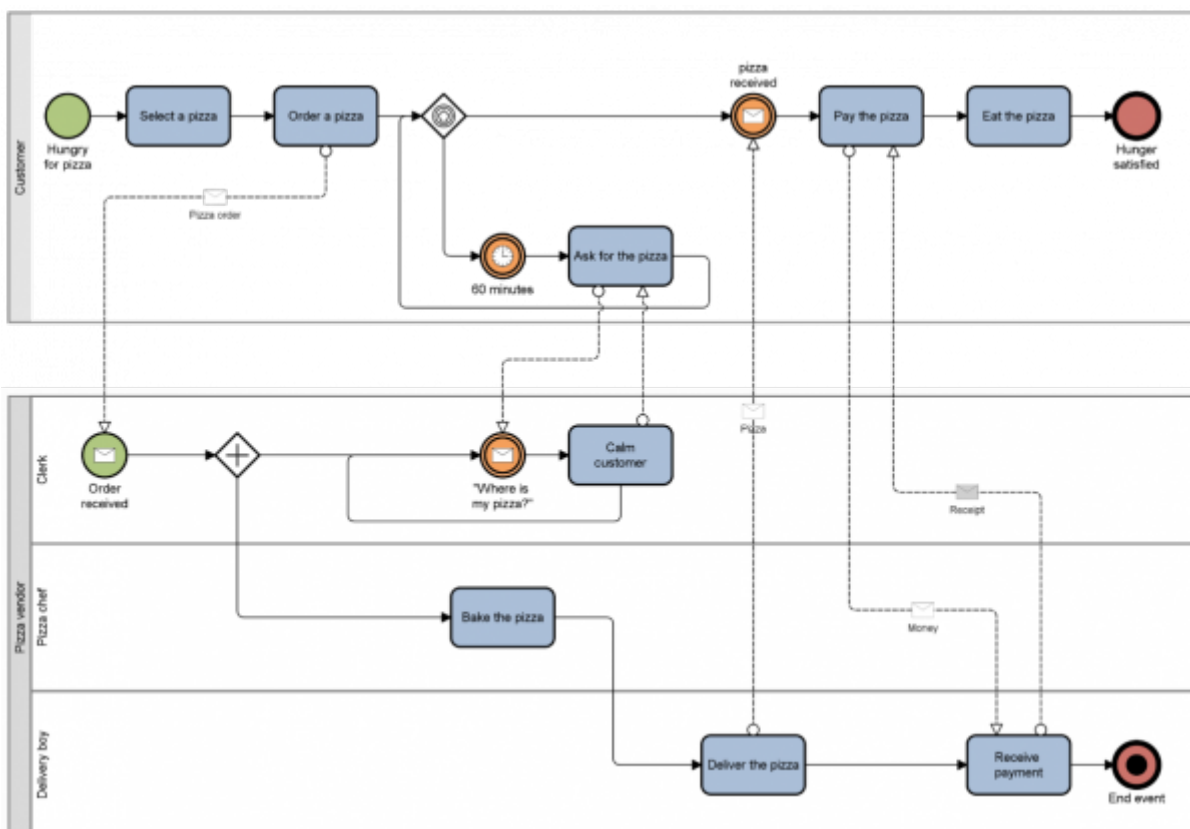 Customer
Hungry
for pizza
Select a pizza
Order a pizza
pizza
received
Pay the pizza
Eat the pizza
Hunger
satisfied
Pizza order
60 minutes
Ask for the pizza
Pizza vendor
Clerk
Order
received
"Where is
my pizza?"
Calm
customer
Pizza
Receipt
Pizza chef
Bake the pizza
Money
Delivery boy
Deliver the pizza
Receive
payment
End event